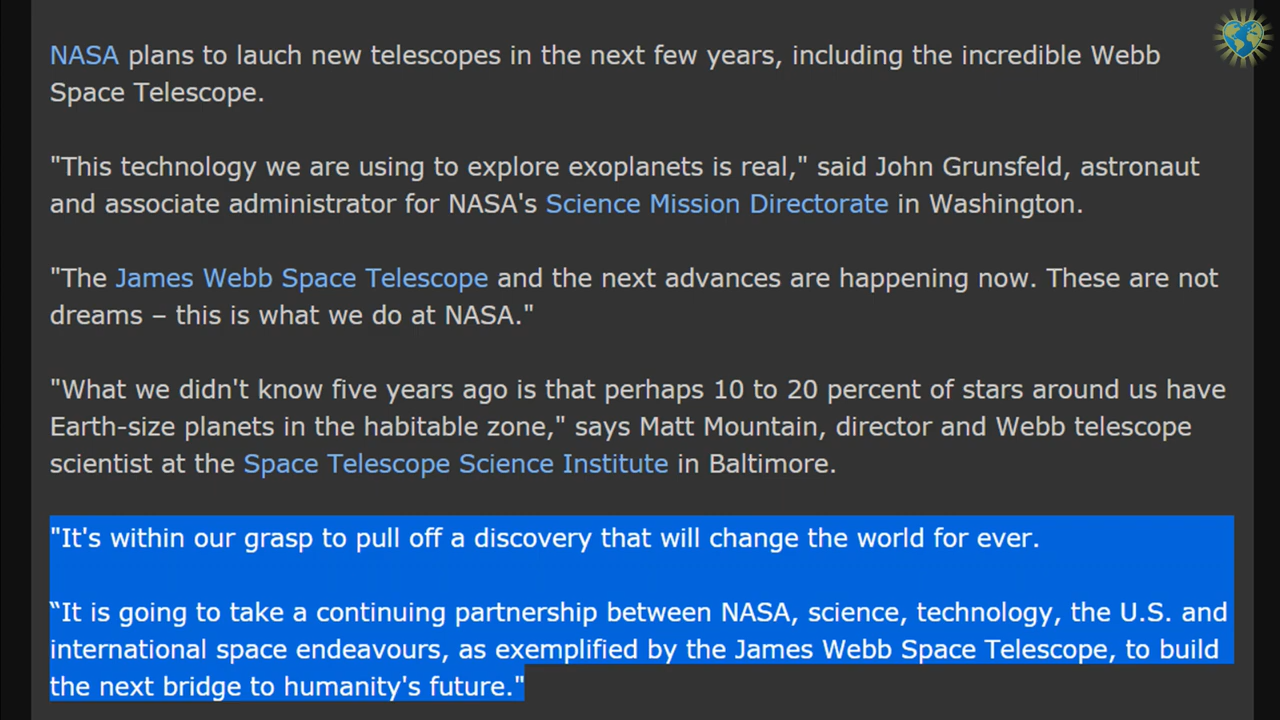 NASA plans to lauch new telescopes in the next few years, including the incredible Webb
Space Telescope.
"This technology we are using to explore exoplanets is real," said John Grunsfeld, astronaut
and associate administrator for NASA's Science Mission Directorate in Washington.
"The James Webb Space Telescope and the next advances are happening now. These are not
dreams – this is what we do at NASA."
"What we didn't know five years ago is that perhaps 10 to 20 percent of stars around us have
Earth-size planets in the habitable zone," says Matt Mountain, director and Webb telescope
scientist at the Space Telescope Science Institute in Baltimore.
"It's within our grasp to pull off a discovery that will change the world for ever.
“It is going to take a continuing partnership between NASA, science, technology, the U.S. and
international space endeavours, as exemplified by the James Webb Space Telescope, to build
the next bridge to humanity's future."